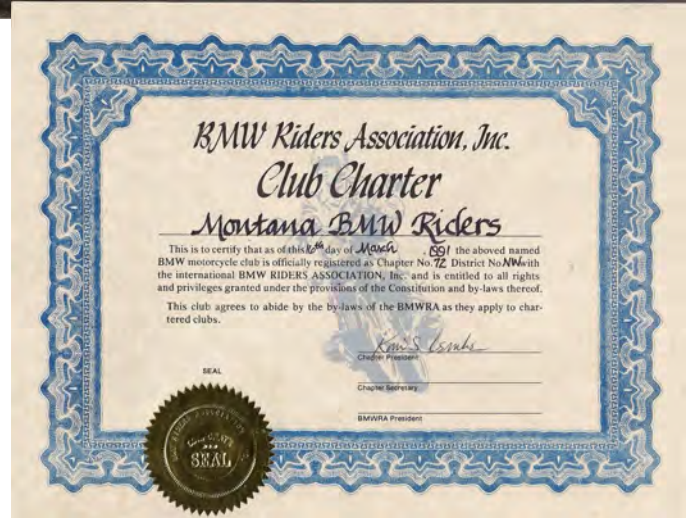 BMW Riders Association, Inc.
Club Charter
Montana BMW Riders
This is to certify that as of this 16th day of March , 1991 the aboved named
BMW motorcycle club is officially registered as Chapter No. 72 District No. NW with
the international BMW RIDERS ASSOCIATION, Inc. and is entitled to all rights
and privileges granted under the provisions of the Constitution and by-laws thereof.
This club agrees to abide by the by-laws of the BMWRA as they apply to char-
tered clubs.
Chapter President
SEAL
Chapter Secretary
BMWRA President
CORPORATE
SEAL